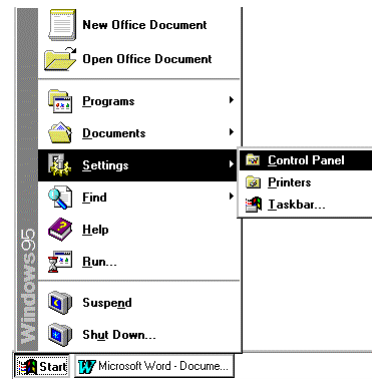 New Office Document
Open Office Document
Programs
Documents
Settings
Control Panel
Printers
Taskbar...
Find
Help
Run...
Suspend
Shut Down...
Windows95
Start
Microsoft Word - Docume...